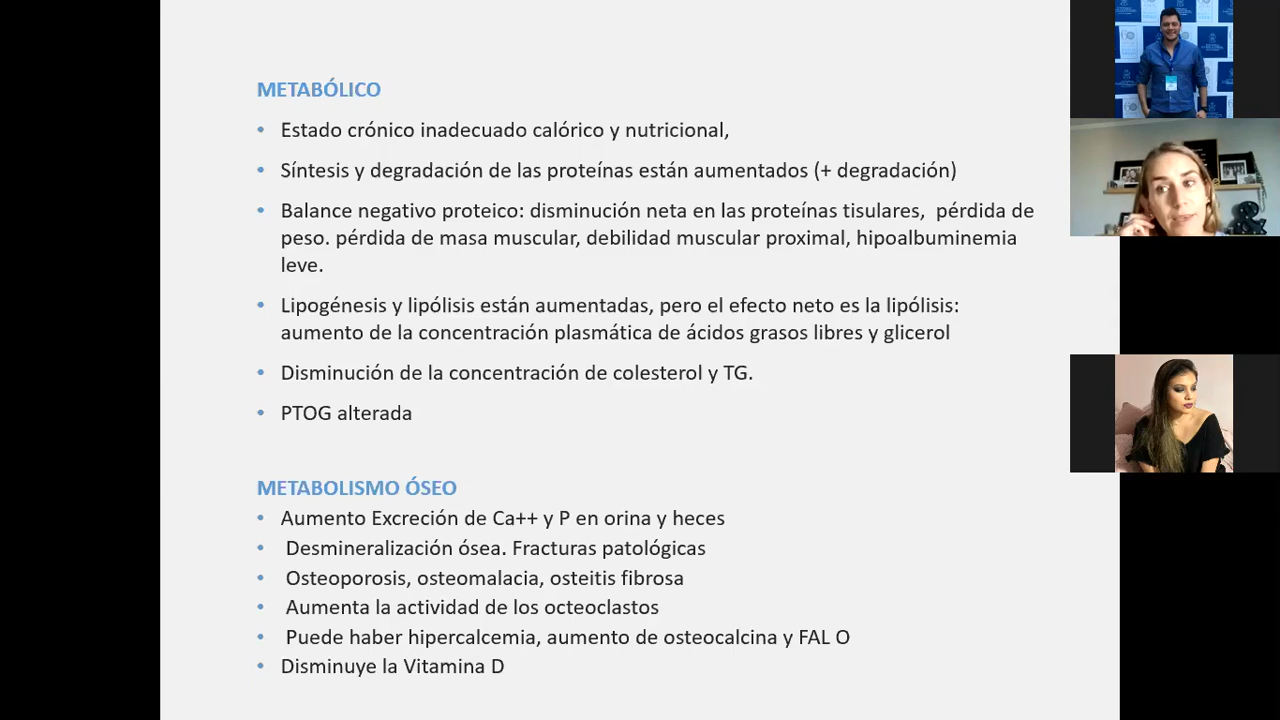 METABÓLICO
• Estado crónico inadecuado calórico y nutricional,
• Síntesis y degradación de las proteínas están aumentados (+ degradación)
• Balance negativo proteico: disminución neta en las proteínas tisulares, pérdida de
peso. pérdida de masa muscular, debilidad muscular proximal, hipoalbuminemia
leve.
• Lipogénesis y lipólisis están aumentadas, pero el efecto neto es la lipólisis:
aumento de la concentración plasmática de ácidos grasos libres y glicerol
• Disminución de la concentración de colesterol y TG.
• PTOG alterada
METABOLISMO ÓSEO
• Aumento Excreción de Ca++ y P en orina y heces
• Desmineralización ósea. Fracturas patológicas
• Osteoporosis, osteomalacia, osteitis fibrosa
• Aumenta la actividad de los octeoclastos
• Puede haber hipercalcemia, aumento de osteocalcina y FAL O
• Disminuye la Vitamina D